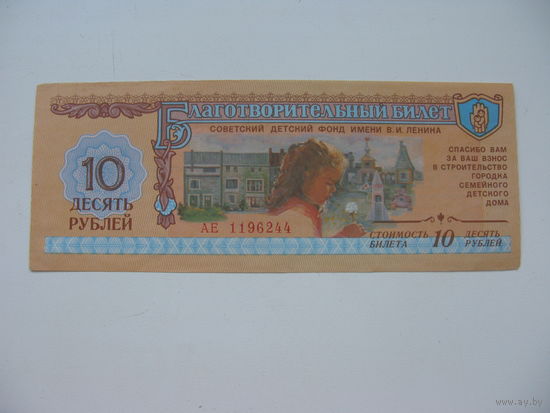 Благотворительный билет
СОВЕТСКИЙ ДЕТСКИЙ ФОНД ИМЕНИ В.И. ЛЕНИНА
10
ДЕСЯТЬ
РУБЛЕЙ
АЕ 1196244
СПАСИБО ВАМ
ЗА ВАШ ВЗНОС
В СТРОИТЕЛЬСТВО
ГОРОДКА
СЕМЕЙНОГО
ДЕТСКОГО
ДОМА
СТОИМОСТЬ
БИЛЕТА
10
ДЕСЯТЬ
РУБЛЕЙ
www.ay.by